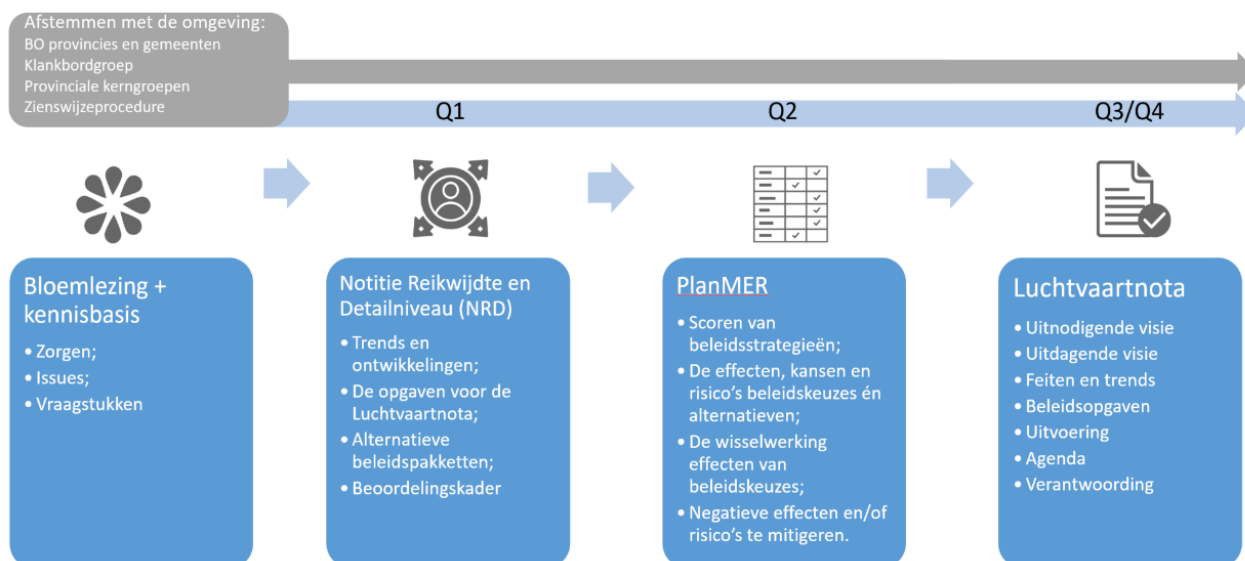 Afstemmen met de omgeving:
BO provincies en gemeenten
Klankbordgroep
Provinciale kerngroepen
Zienswijzeprocedure
Q1
Q2
Q3/Q4
Bloemlezing +
kennisbasis
• Zorgen;
• Issues;
• Vraagstukken
Notitie Reikwijdte en
Detailniveau (NRD)
• Trends en
ontwikkelingen;
• De opgaven voor de
Luchtvaartnota;
• Alternatieve
beleidspakketten;
• Beoordelingskader
PlanMER
• Scoren van
beleidsstrategieën;
• De effecten, kansen en
risico's beleidskeuzes én
alternatieven;
• De wisselwerking
effecten van
beleidskeuzes;
• Negatieve effecten en/of
risico's te mitigeren.
Luchtvaartnota
• Uitnodigende visie
• Uitdagende visie
• Feiten en trends
• Beleidsopgaven
• Uitvoering
• Agenda
• Verantwoording